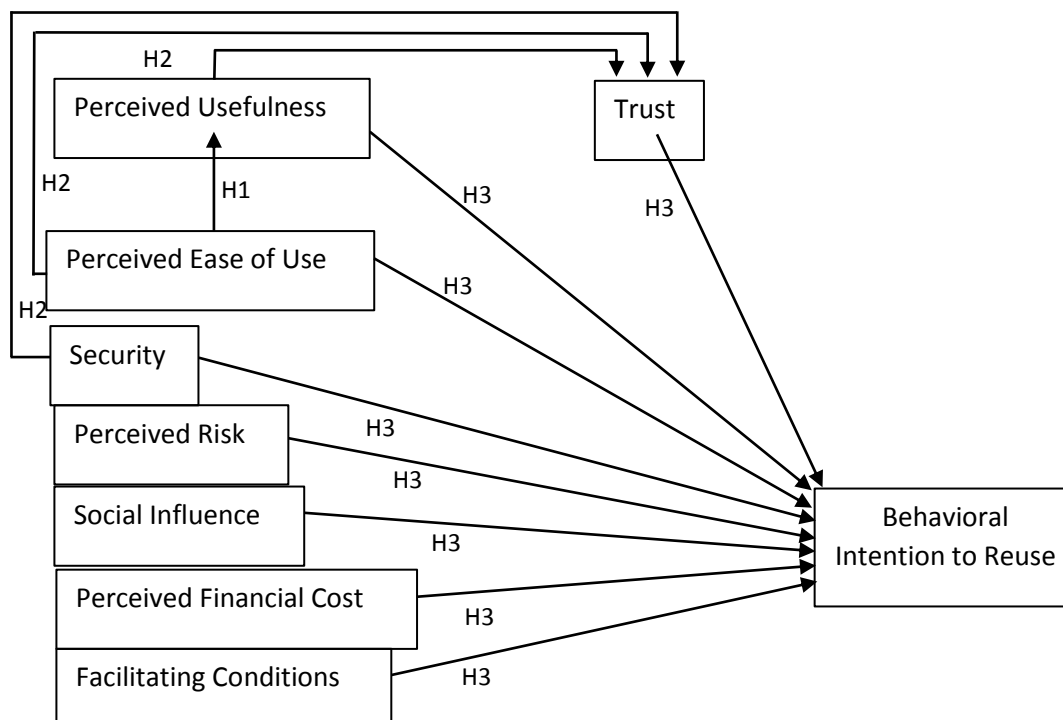 H2
Perceived Usefulness
Trust
H2
H1
H3
H3
Perceived Ease of Use
H3
H2
Security
H3
Perceived Risk
H3
Social Influence
H3
Behavioral
Intention to Reuse
Perceived Financial Cost
H3
Facilitating Conditions
H3